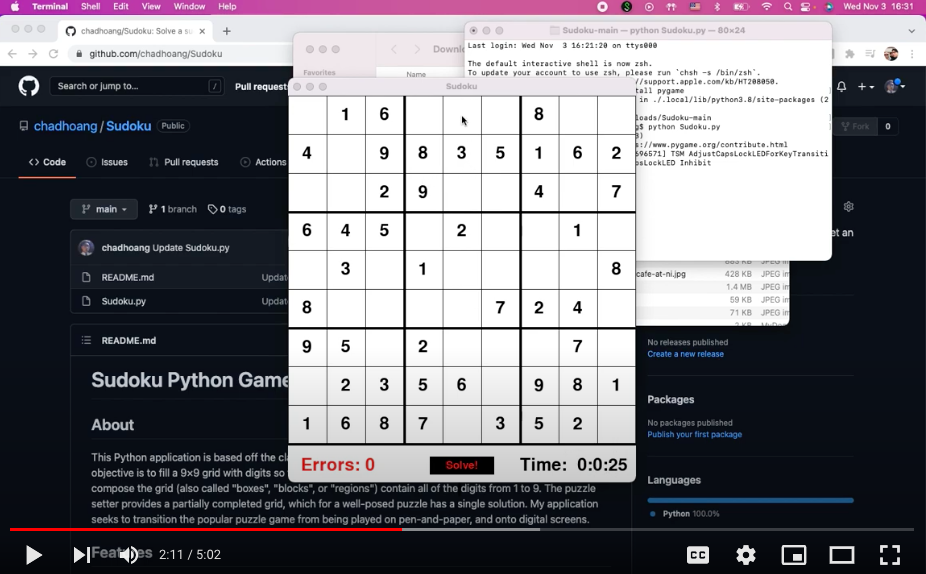 Terminal Shell Edit View Window Help
Wed Nov 3 16:31
chadhoang/Sudoku: Solve a su
github.com/chadhoang/Sudoku
Search or jump to... /
Pull requests
chadhoang / Sudoku Public
Fork 0
Code Issues Pull requests Actions
main 1 branch 0 tags
chadhoang Update Sudoku.py
README.md
Sudoku.py
README.md
Sudoku Python Game
About
This Python application is based off the cla
objective is to fill a 9×9 grid with digits so
compose the grid (also called "boxes", "blocks", or "regions") contain all of the digits from 1 to 9. The puzzle
setter provides a partially completed grid, which for a well-posed puzzle has a single solution. My application
seeks to transition the popular puzzle game from being played on pen-and-paper, and onto digital screens.
Features
Favorites
Name
Sudoku-main — python Sudoku.py — 80×24
Last login: Wed Nov 3 16:21:20 on ttys000
The default interactive shell is now zsh.
To update your account to use zsh, please run `chsh -s /bin/zsh`.
//support.apple.com/kb/HT208050.
tall pygame
in ./.local/lib/python3.8/site-packages (2
loads/Sudoku-main
g$ python Sudoku.py
3)
s://www.pygame.org/contribute.html
696571] TSM AdjustCapsLockLEDForKeyTransiti
psLockLED Inhibit
Sudoku
1 6 8
4 9 8 3 5 1 6 2
2 9 4 7
6 4 5 2 1
3 1 8
8 7 2 4
9 5 2 7
2 3 5 6 9 8 1
1 6 8 7 3 5 2
Errors: 0
Solve!
Time: 0:0:25
et an
cafe-at-ni.jpg 428 KB JPEG im
1.4 MB JPEG im
59 KB JPEG im
71 KB JPEG im
No releases published
Create a new release
Packages
No packages published
Publish your first package
Languages
Python 100.0%
2:11 / 5:02
CC